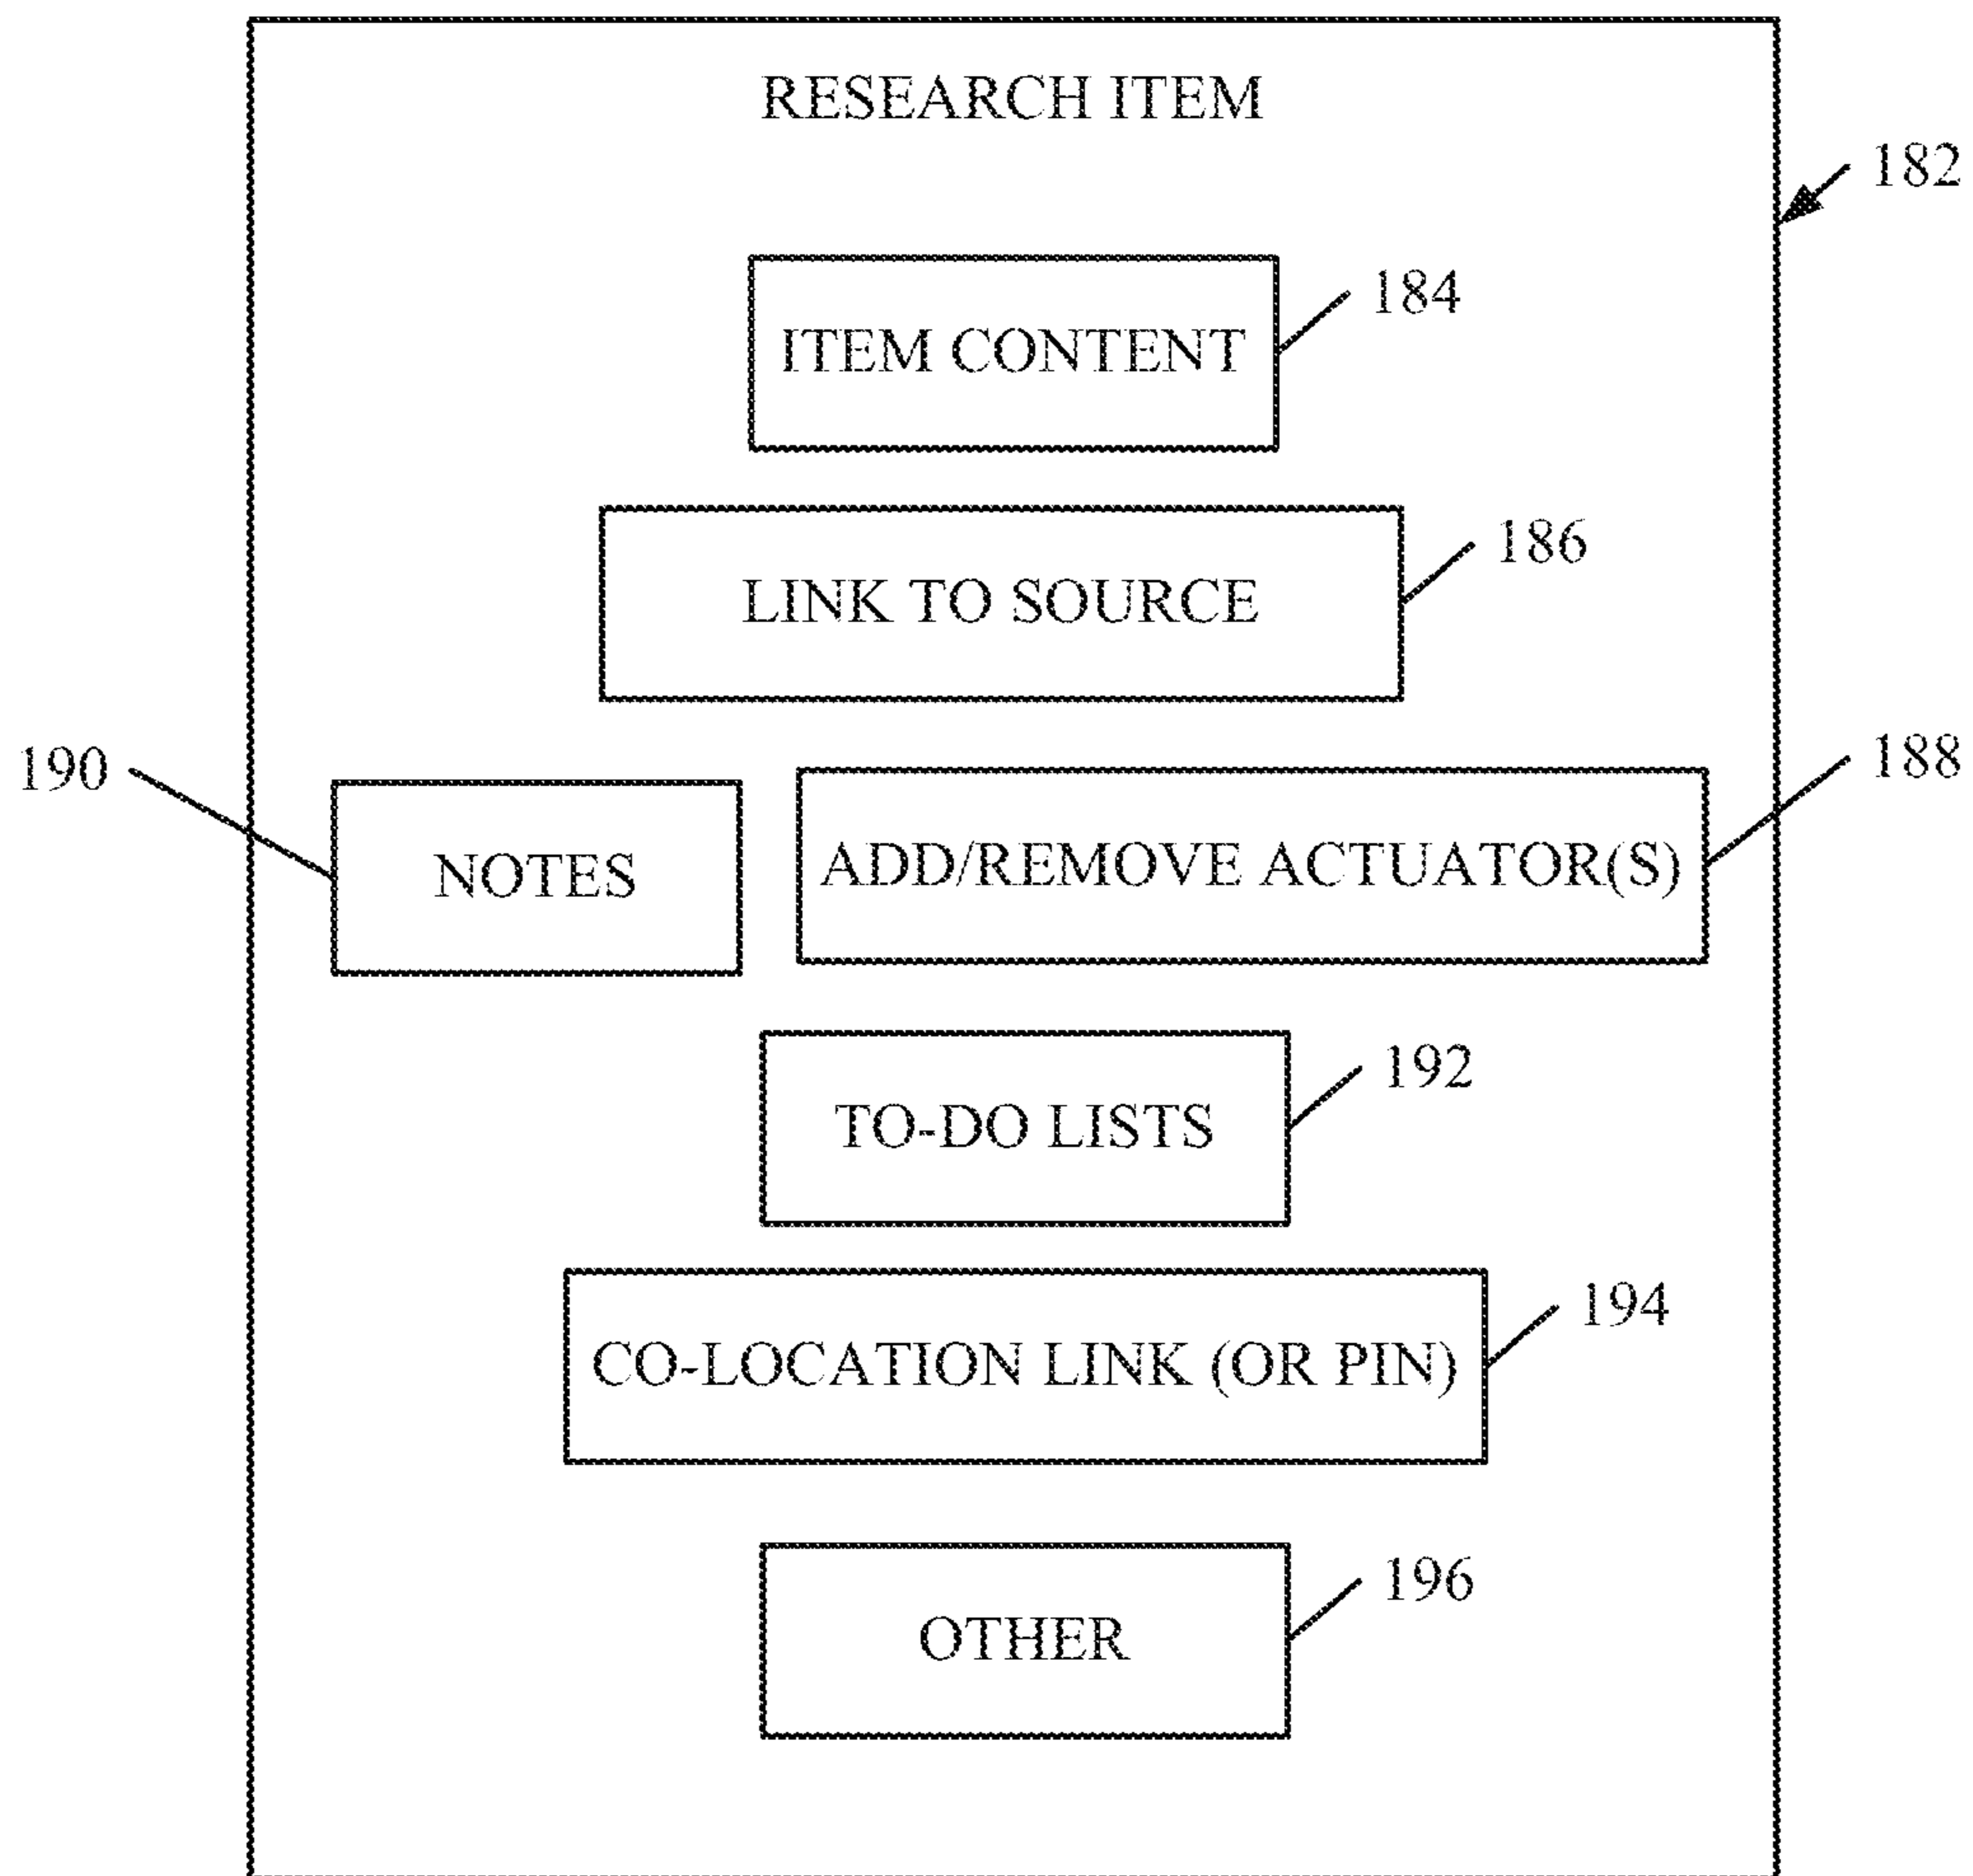 RESEARCH ITEM
182
184
ITEM CONTENT
186
LINK TO SOURCE
190
188
NOTES
ADD/REMOVE ACTUATOR(S)
192
TO-DO LISTS
194
CO-LOCATION LINK (OR PIN)
196
OTHER